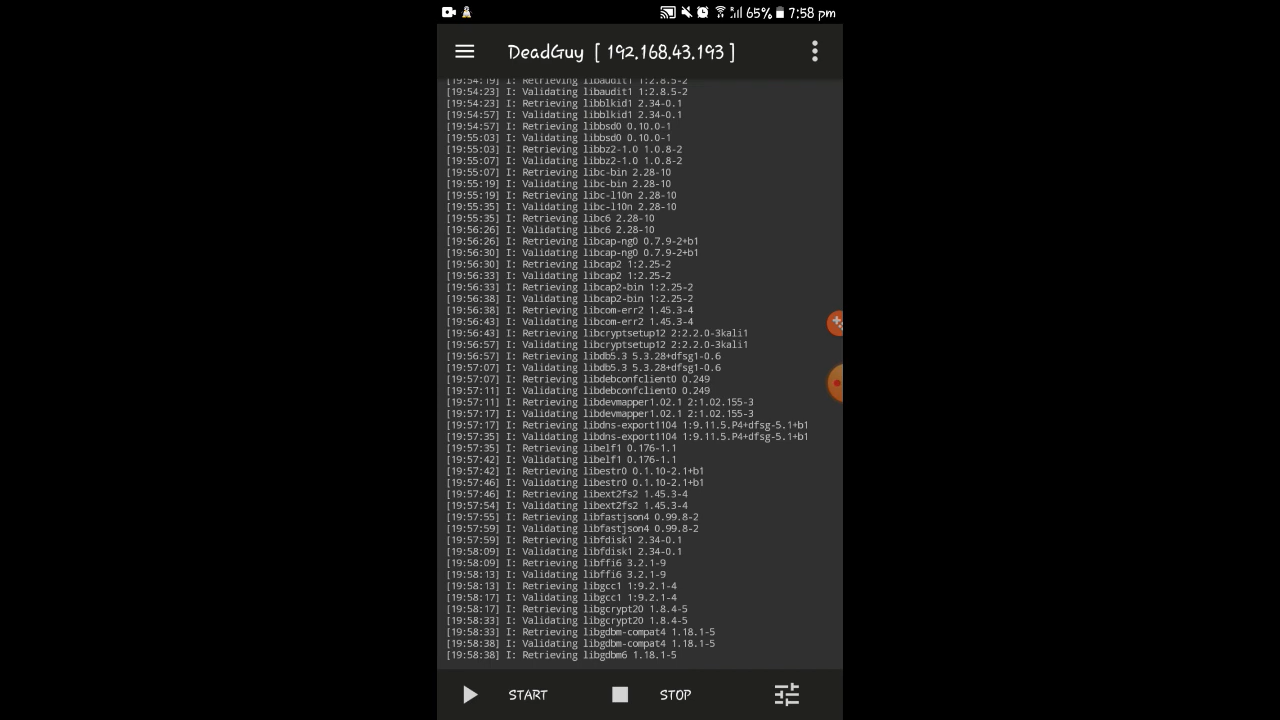 65% 7:58 pm
DeadGuy [ 192.168.43.193 ]
[19:54:19] I: Retrieving libaudit1 1:2.8.5-2
[19:54:23] I: Validating libaudit1 1:2.8.5-2
[19:54:23] I: Retrieving libblkid1 2.34-0.1
[19:54:57] I: Validating libblkid1 2.34-0.1
[19:54:57] I: Retrieving libbsd0 0.10.0-1
[19:55:03] I: Validating libbsd0 0.10.0-1
[19:55:03] I: Retrieving libbz2-1.0 1.0.8-2
[19:55:07] I: Validating libbz2-1.0 1.0.8-2
[19:55:07] I: Retrieving libc-bin 2.28-10
[19:55:19] I: Validating libc-bin 2.28-10
[19:55:19] I: Retrieving libc-l10n 2.28-10
[19:55:35] I: Validating libc-l10n 2.28-10
[19:55:35] I: Retrieving libc6 2.28-10
[19:56:26] I: Validating libc6 2.28-10
[19:56:26] I: Retrieving libcap-ng0 0.7.9-2+b1
[19:56:30] I: Validating libcap-ng0 0.7.9-2+b1
[19:56:30] I: Retrieving libcap2 1:2.25-2
[19:56:33] I: Validating libcap2 1:2.25-2
[19:56:33] I: Retrieving libcap2-bin 1:2.25-2
[19:56:38] I: Validating libcap2-bin 1:2.25-2
[19:56:38] I: Retrieving libcom-err2 1.45.3-4
[19:56:43] I: Validating libcom-err2 1.45.3-4
[19:56:43] I: Retrieving libcryptsetup12 2:2.2.0-3kali1
[19:56:57] I: Validating libcryptsetup12 2:2.2.0-3kali1
[19:56:57] I: Retrieving libdb5.3 5.3.28+dfsg1-0.6
[19:57:07] I: Validating libdb5.3 5.3.28+dfsg1-0.6
[19:57:07] I: Retrieving libdebconfclient0 0.249
[19:57:11] I: Validating libdebconfclient0 0.249
[19:57:11] I: Retrieving libdevmapper1.02.1 2:1.02.155-3
[19:57:17] I: Validating libdevmapper1.02.1 2:1.02.155-3
[19:57:17] I: Retrieving libdns-export1104 1:9.11.5.P4+dfsg-5.1+b1
[19:57:35] I: Validating libdns-export1104 1:9.11.5.P4+dfsg-5.1+b1
[19:57:35] I: Retrieving libelf1 0.176-1.1
[19:57:42] I: Validating libelf1 0.176-1.1
[19:57:42] I: Retrieving libestr0 0.1.10-2.1+b1
[19:57:46] I: Validating libestr0 0.1.10-2.1+b1
[19:57:46] I: Retrieving libext2fs2 1.45.3-4
[19:57:54] I: Validating libext2fs2 1.45.3-4
[19:57:55] I: Retrieving libfastjson4 0.99.8-2
[19:57:59] I: Validating libfastjson4 0.99.8-2
[19:57:59] I: Retrieving libfdisk1 2.34-0.1
[19:58:09] I: Validating libfdisk1 2.34-0.1
[19:58:09] I: Retrieving libffi6 3.2.1-9
[19:58:13] I: Validating libffi6 3.2.1-9
[19:58:13] I: Retrieving libgcc1 1:9.2.1-4
[19:58:17] I: Validating libgcc1 1:9.2.1-4
[19:58:17] I: Retrieving libgcrypt20 1.8.4-5
[19:58:33] I: Validating libgcrypt20 1.8.4-5
[19:58:33] I: Retrieving libgdbm-compat4 1.18.1-5
[19:58:38] I: Validating libgdbm-compat4 1.18.1-5
[19:58:38] I: Retrieving libgdbm6 1.18.1-5
START STOP